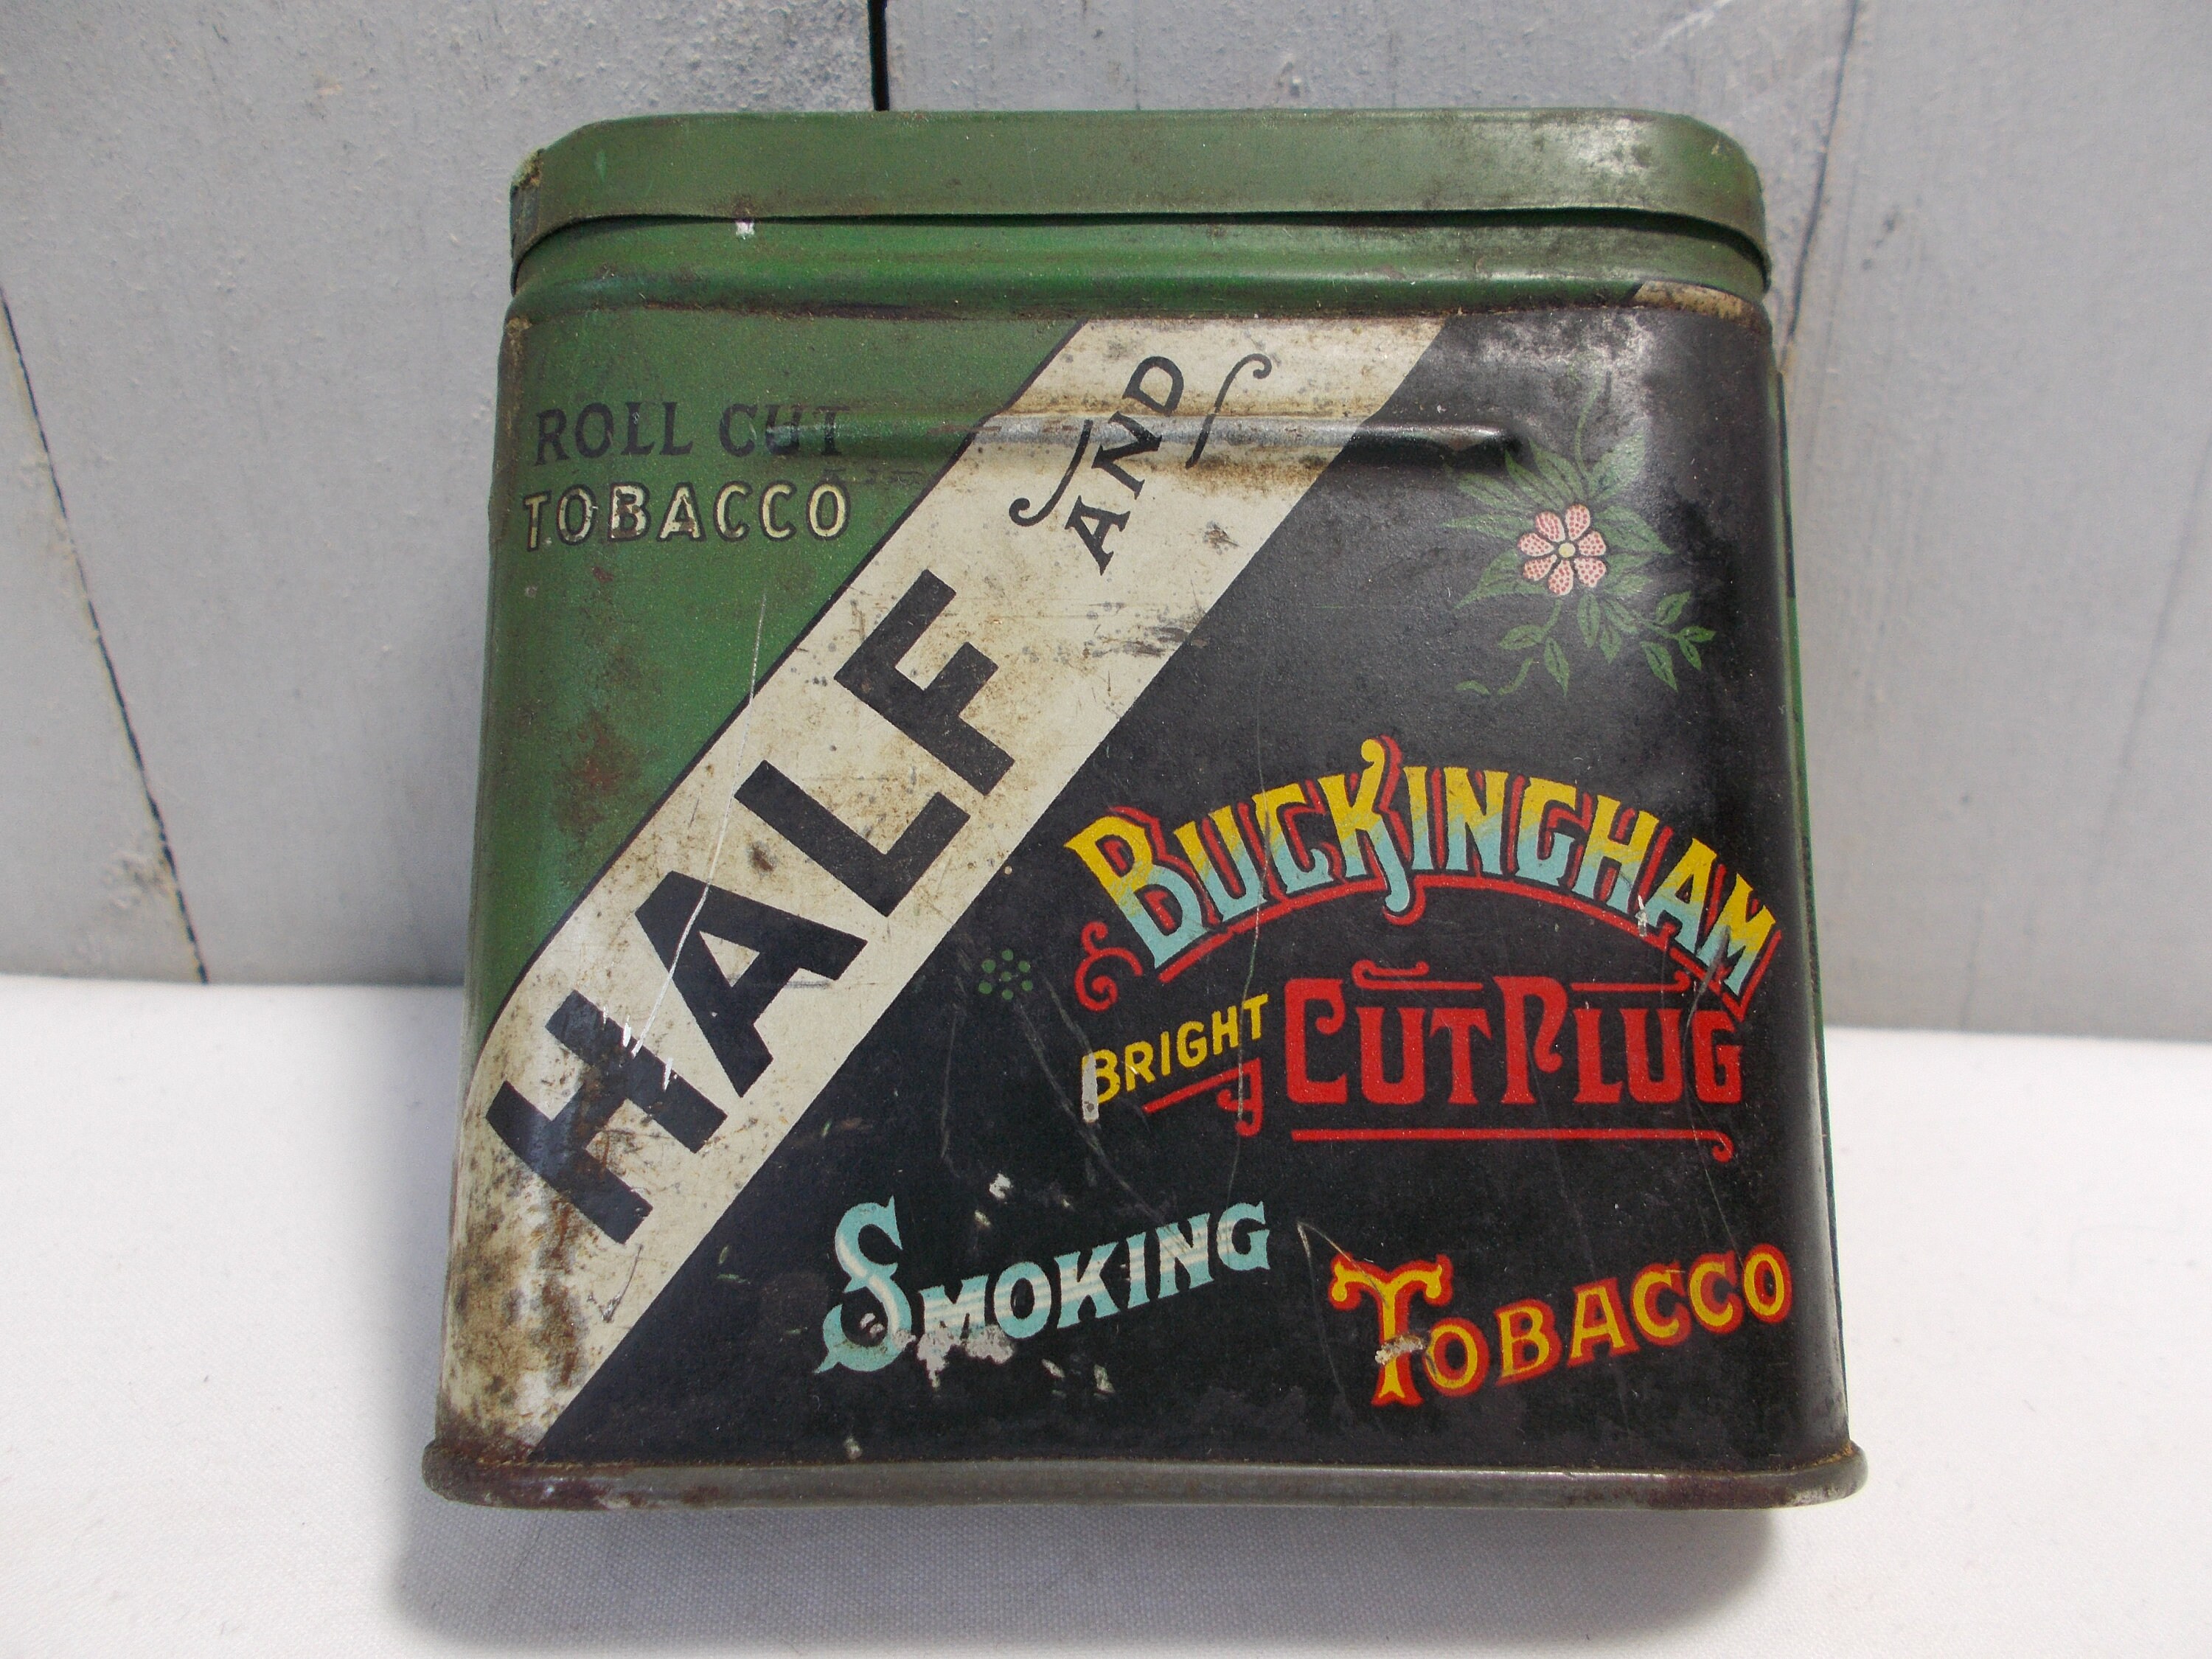 ROLL CUT
TOBACCO
HALF AND
BUCKINGHAM
BRIGHT CUT PLUG
SMOKING TOBACCO